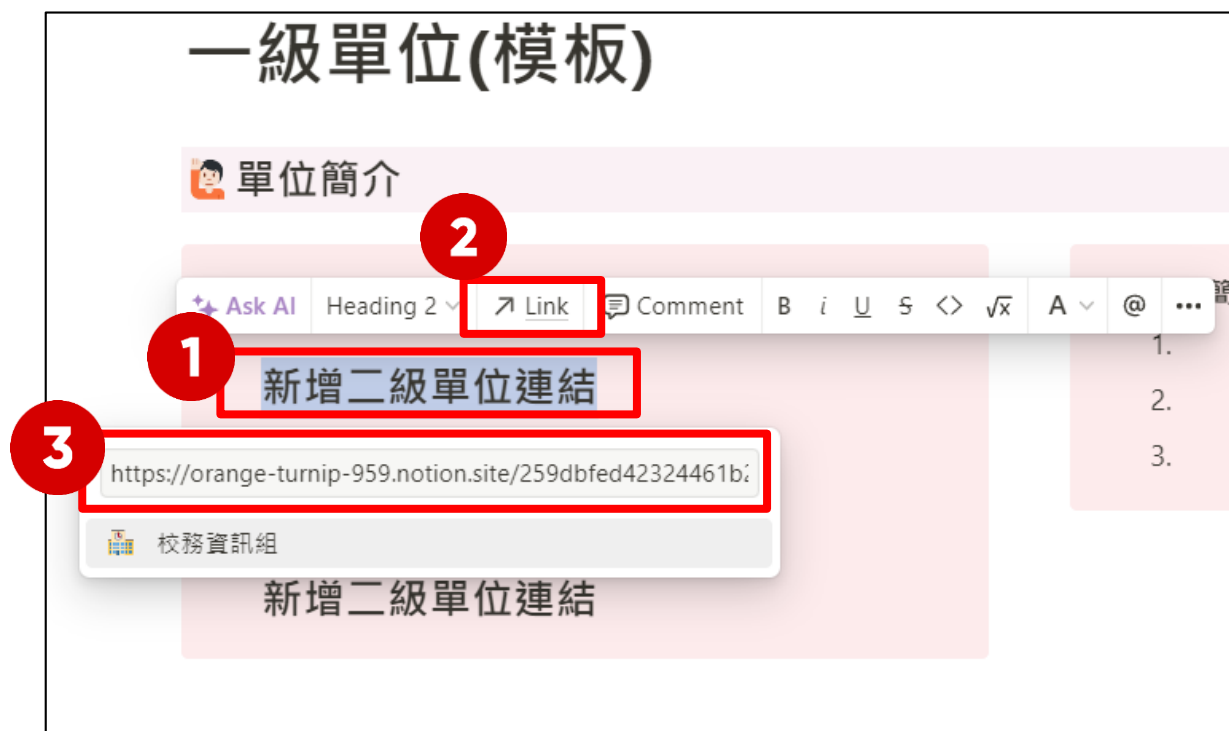 一級單位(模板)
單位簡介
2
Ask AI Heading 2 Link Comment B i U S <> √x A @ •••
1
新增二級單位連結
1.
2.
3.
3
https://orange-turnip-959.notion.site/259dbfed42324461b
校務資訊組
新增二級單位連結